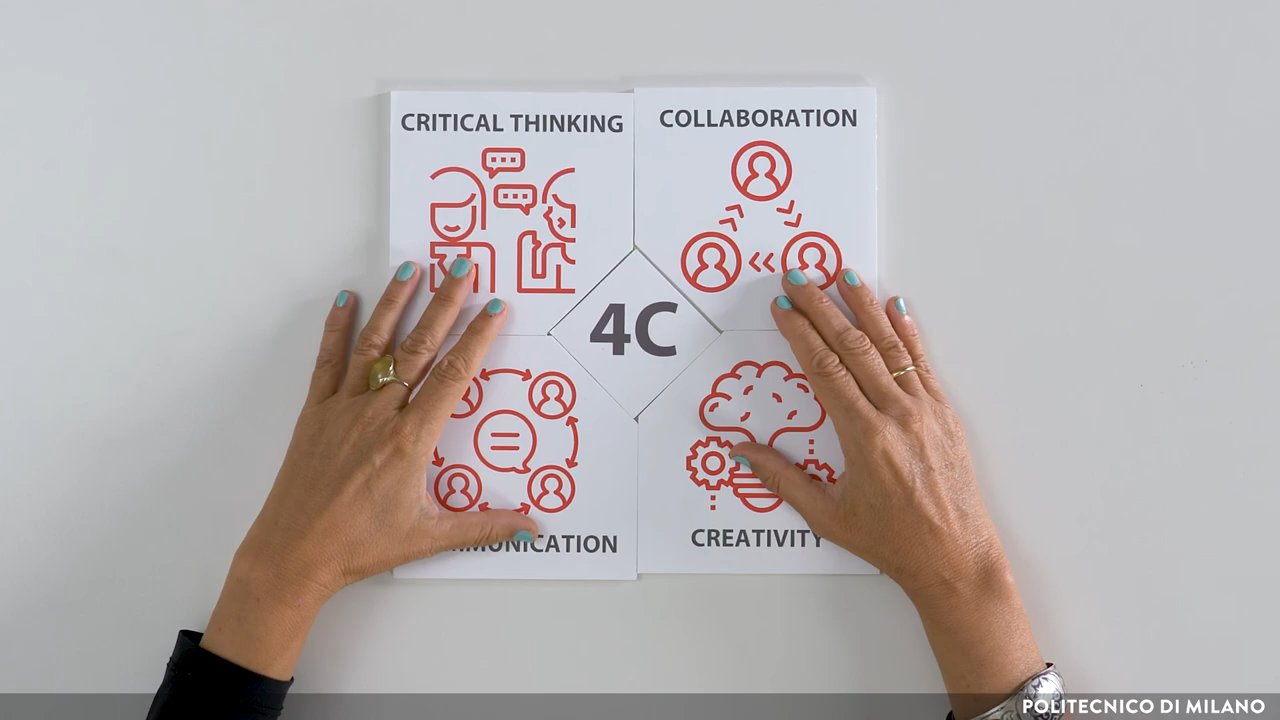 CRITICAL THINKING
COLLABORATION
4C
CREATIVITY
POLITECNICO DI MILANO